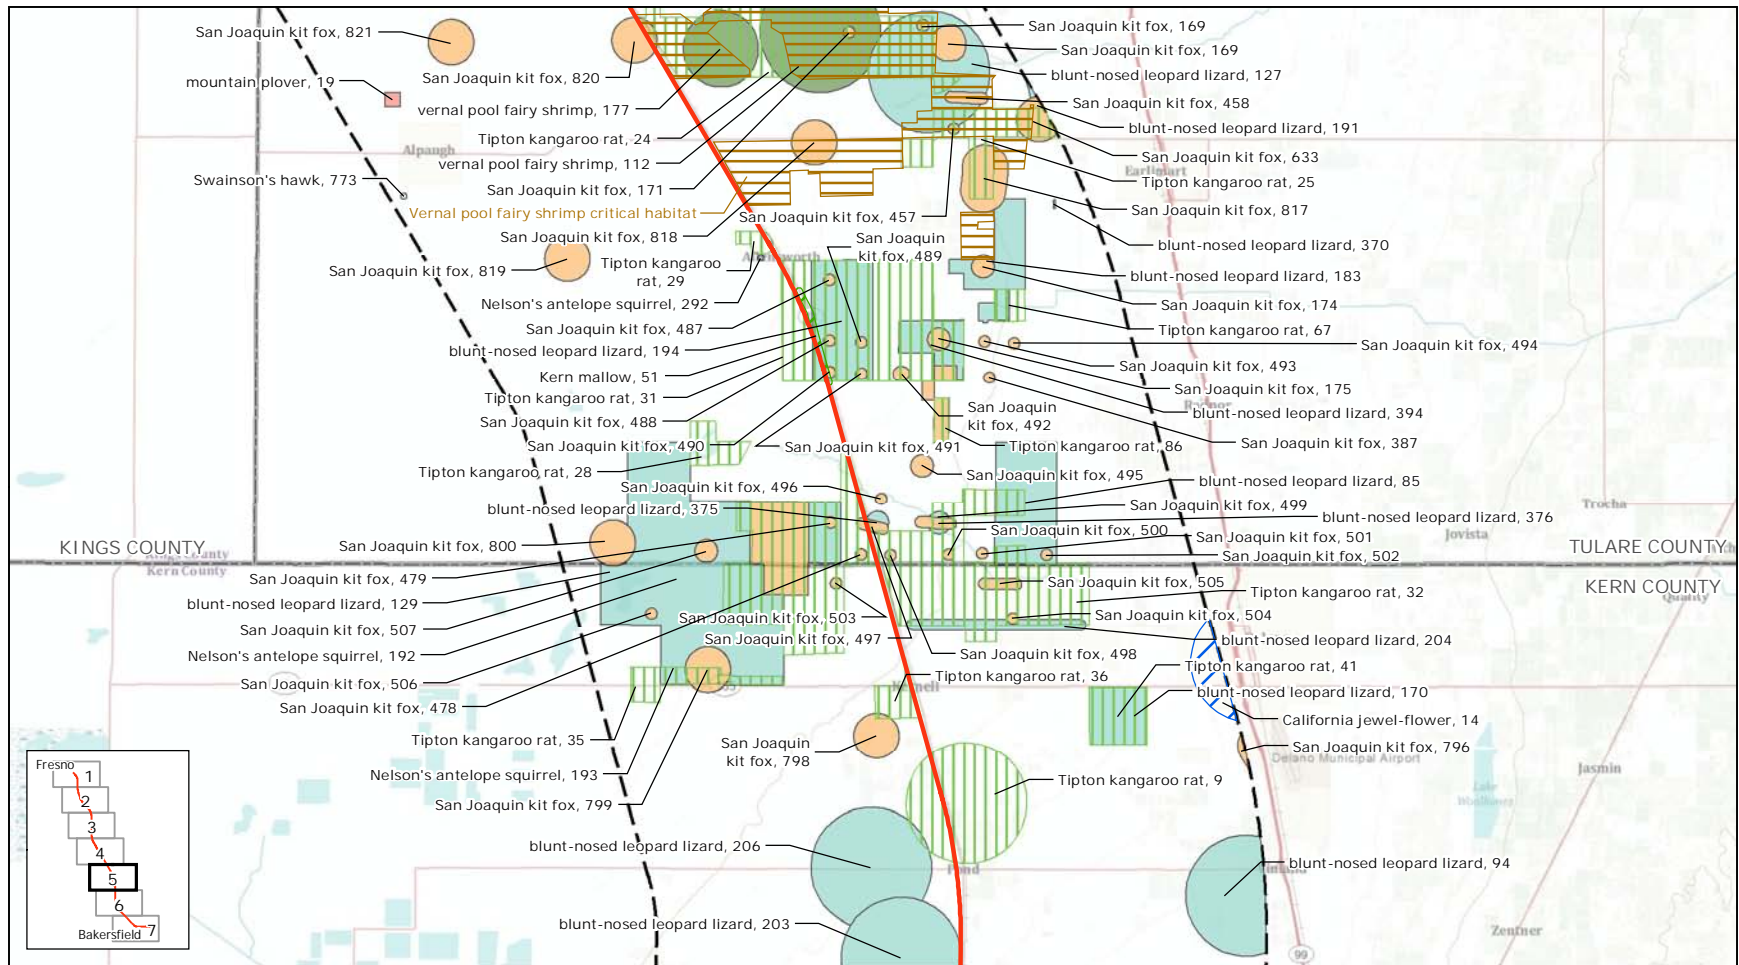 San Joaquin kit fox, 821
San Joaquin kit fox, 169
San Joaquin kit fox, 169
mountain plover, 19
San Joaquin kit fox, 820
blunt-nosed leopard lizard, 127
vernal pool fairy shrimp, 177
San Joaquin kit fox, 458
Tipton kangaroo rat, 24
blunt-nosed leopard lizard, 191
Alpaugh
vernal pool fairy shrimp, 112
San Joaquin kit fox, 633
Earlimart
Swainson's hawk, 773
San Joaquin kit fox, 171
Tipton kangaroo rat, 25
Vernal pool fairy shrimp critical habitat
San Joaquin kit fox, 457
San Joaquin kit fox, 817
San Joaquin kit fox, 818
San Joaquin
kit fox, 489
blunt-nosed leopard lizard, 370
Allensworth
San Joaquin kit fox, 819
Tipton kangaroo
rat, 29
blunt-nosed leopard lizard, 183
Nelson's antelope squirrel, 292
San Joaquin kit fox, 174
San Joaquin kit fox, 487
Tipton kangaroo rat, 67
blunt-nosed leopard lizard, 194
San Joaquin kit fox, 494
Kern mallow, 51
San Joaquin kit fox, 493
Tipton kangaroo rat, 31
San Joaquin kit fox, 175
San Joaquin kit fox, 488
San Joaquin
kit fox, 492
blunt-nosed leopard lizard, 394
San Joaquin kit fox, 490
San Joaquin kit fox, 491
Tipton kangaroo rat, 86
San Joaquin kit fox, 387
Tipton kangaroo rat, 28
San Joaquin kit fox, 495
San Joaquin kit fox, 496
blunt-nosed leopard lizard, 85
blunt-nosed leopard lizard, 375
San Joaquin kit fox, 499
Trocha
blunt-nosed leopard lizard, 376
San Joaquin kit fox, 500
San Joaquin kit fox, 501
Jovista
KINGS COUNTY
San Joaquin kit fox, 800
San Joaquin kit fox, 502
TULARE COUNTY
Kings County
Kern County
San Joaquin kit fox, 479
San Joaquin kit fox, 505
KERN COUNTY
Tipton kangaroo rat, 32
Quality
blunt-nosed leopard lizard, 129
San Joaquin kit fox, 503
San Joaquin kit fox, 504
San Joaquin kit fox, 507
San Joaquin kit fox, 497
blunt-nosed leopard lizard, 204
Nelson's antelope squirrel, 192
San Joaquin kit fox, 498
Tipton kangaroo rat, 41
San Joaquin kit fox, 506
Tipton kangaroo rat, 36
blunt-nosed leopard lizard, 170
San Joaquin kit fox, 478
California jewel-flower, 14
Tipton kangaroo rat, 35
San Joaquin
kit fox, 798
San Joaquin kit fox, 796
Delano Municipal Airport
Jasmin
Nelson's antelope squirrel, 193
Tipton kangaroo rat, 9
San Joaquin kit fox, 799
Lake
Woollomes
blunt-nosed leopard lizard, 206
Pond
blunt-nosed leopard lizard, 94
blunt-nosed leopard lizard, 203
Zentner
99
Fresno
1
2
3
4
5
6
7
Bakersfield